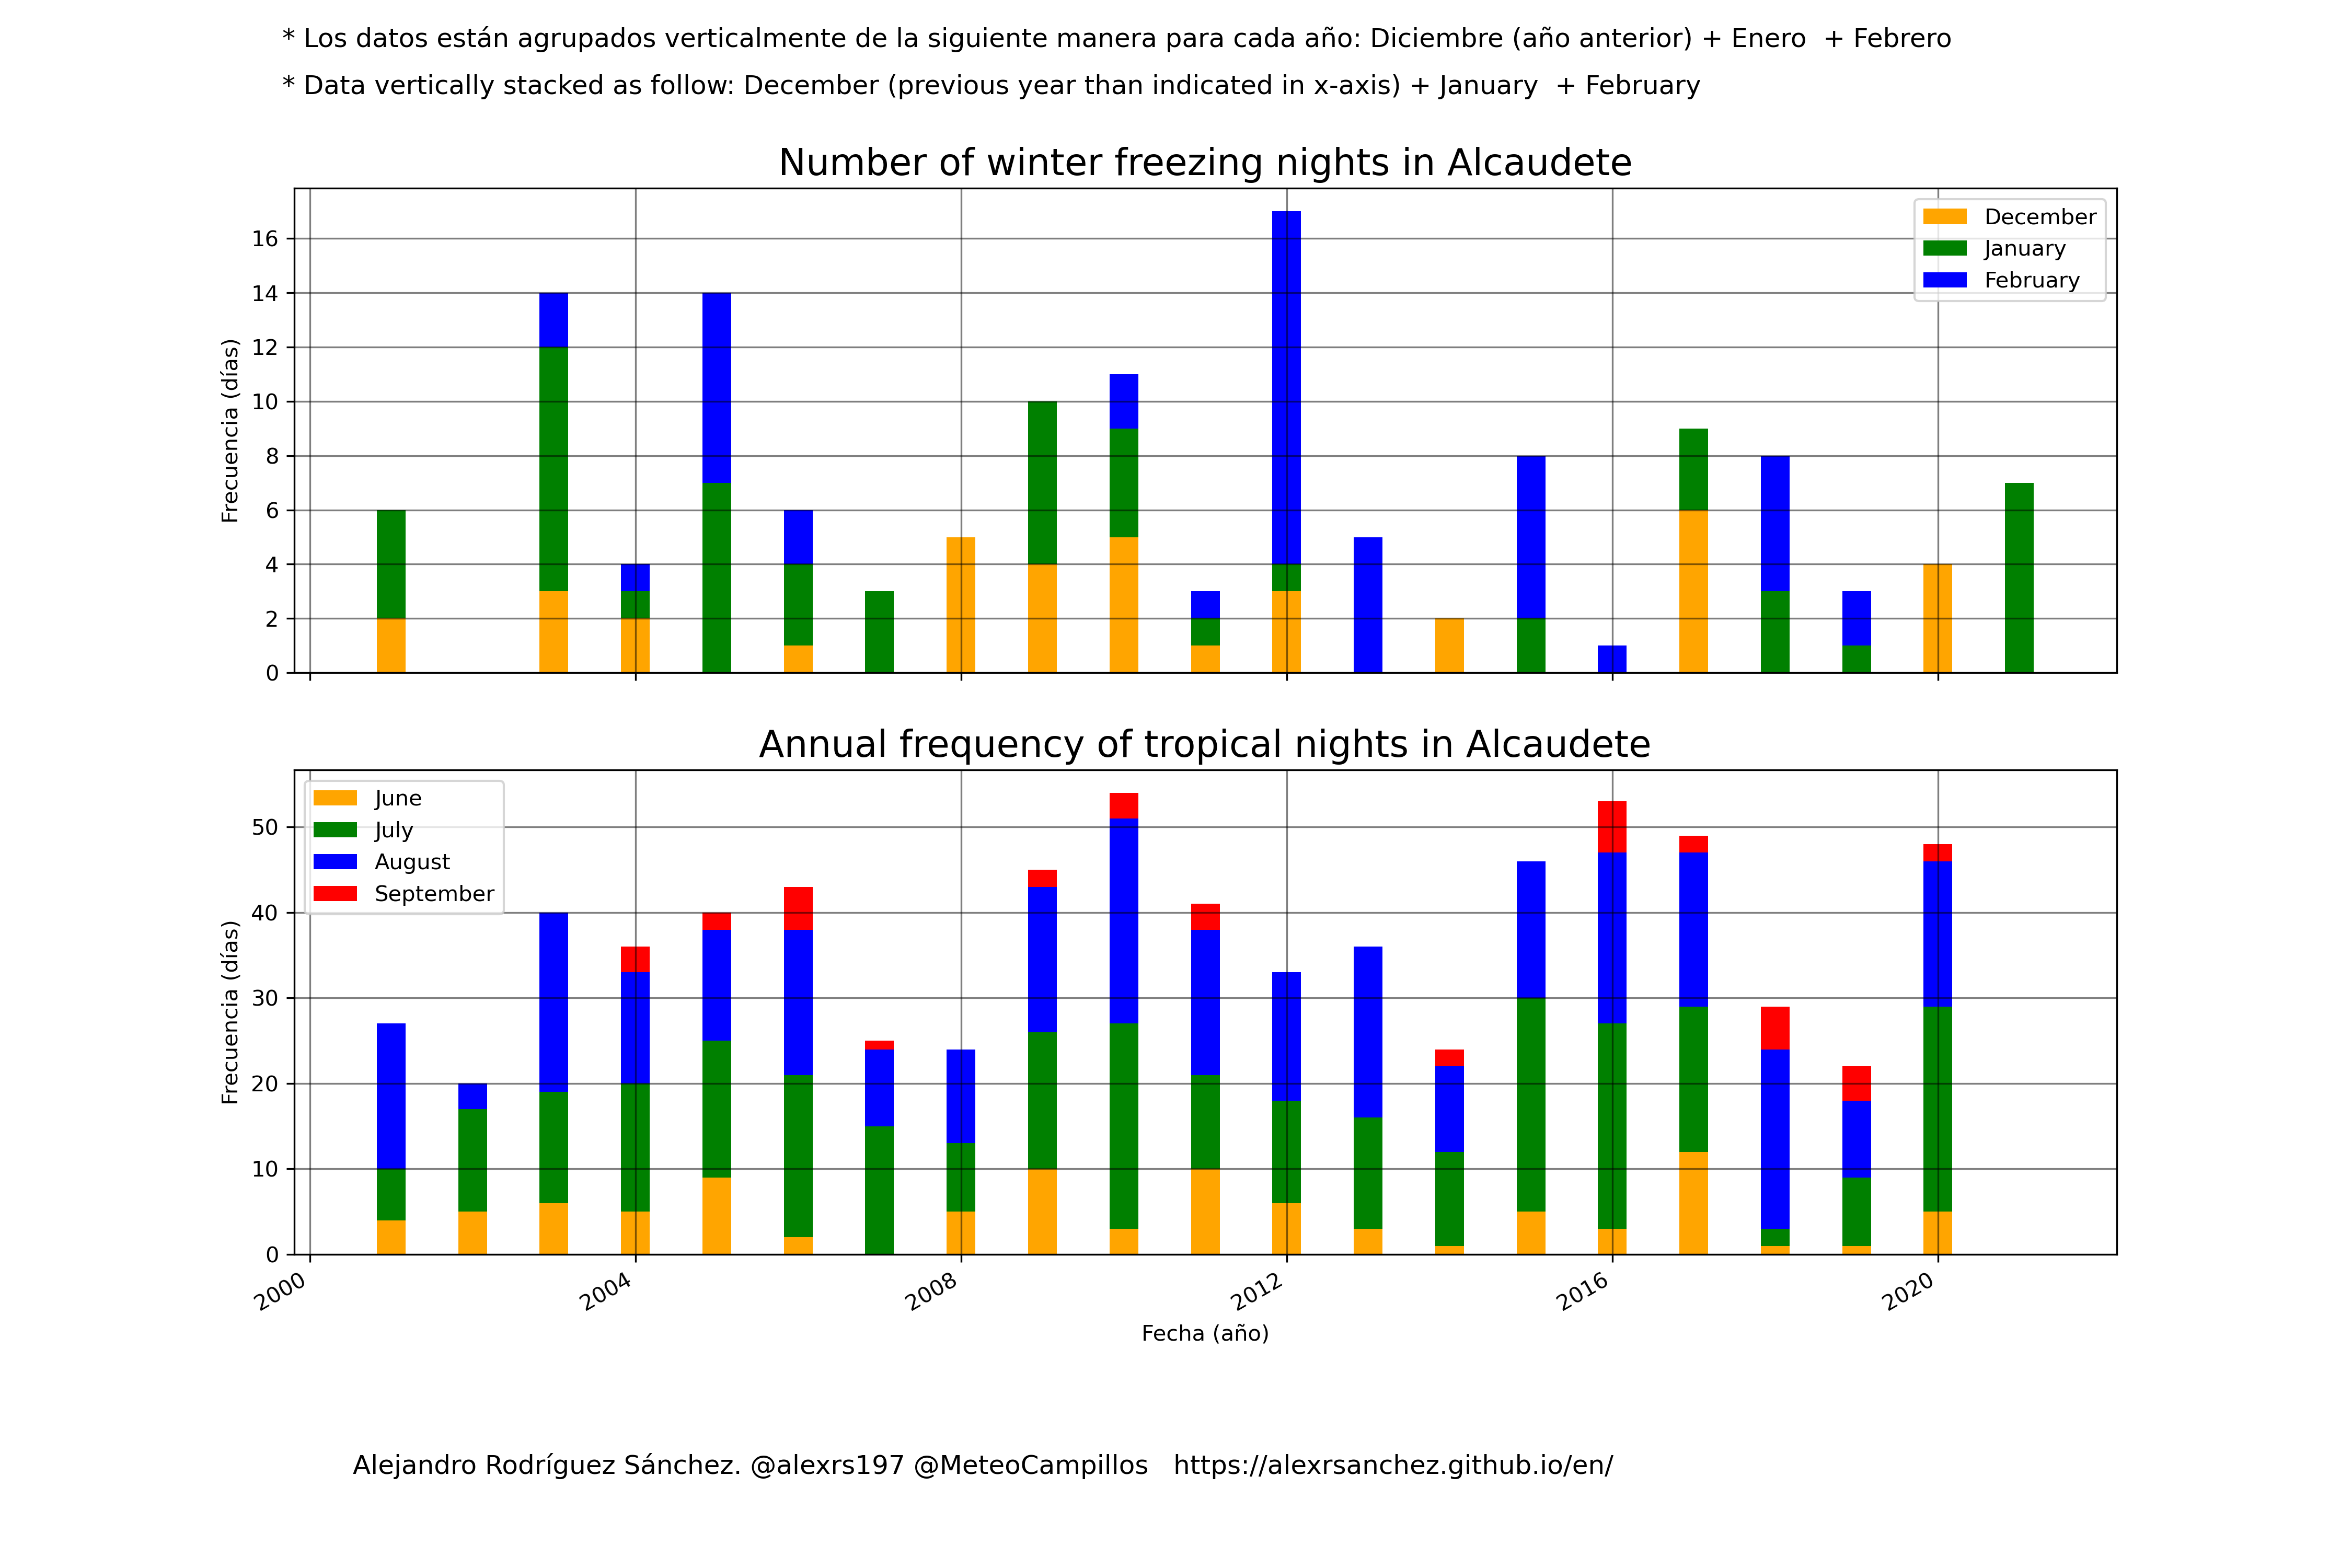 * Los datos están agrupados verticalmente de la siguiente manera para cada año: Diciembre (año anterior) + Enero  + Febrero
* Data vertically stacked as follow: December (previous year than indicated in x-axis) + January  + February
Number of winter freezing nights in Alcaudete
Frecuencia (días)
16
14
12
10
8
6
4
2
0
December
January
February
Annual frequency of tropical nights in Alcaudete
Frecuencia (días)
50
40
30
20
10
0
June
July
August
September
2000
2004
2008
2012
2016
2020
Fecha (año)
Alejandro Rodríguez Sánchez. @alexrs197 @MeteoCampillos   https://alexrsanchez.github.io/en/